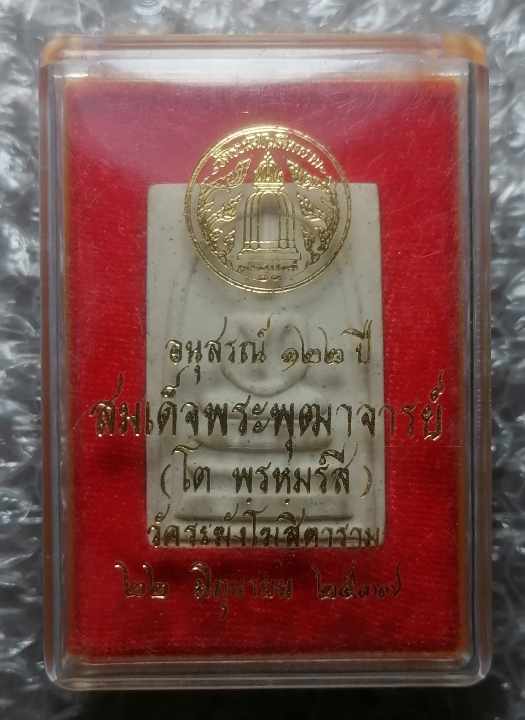 อนุสรณ์ ๑๒๒ ปี
สมเด็จพระพุฒาจารย์
(โต พฺรหฺมรํสี)
วัดระฆังโฆสิตาราม
๒๒ มิถุนายน ๒๕๓๗